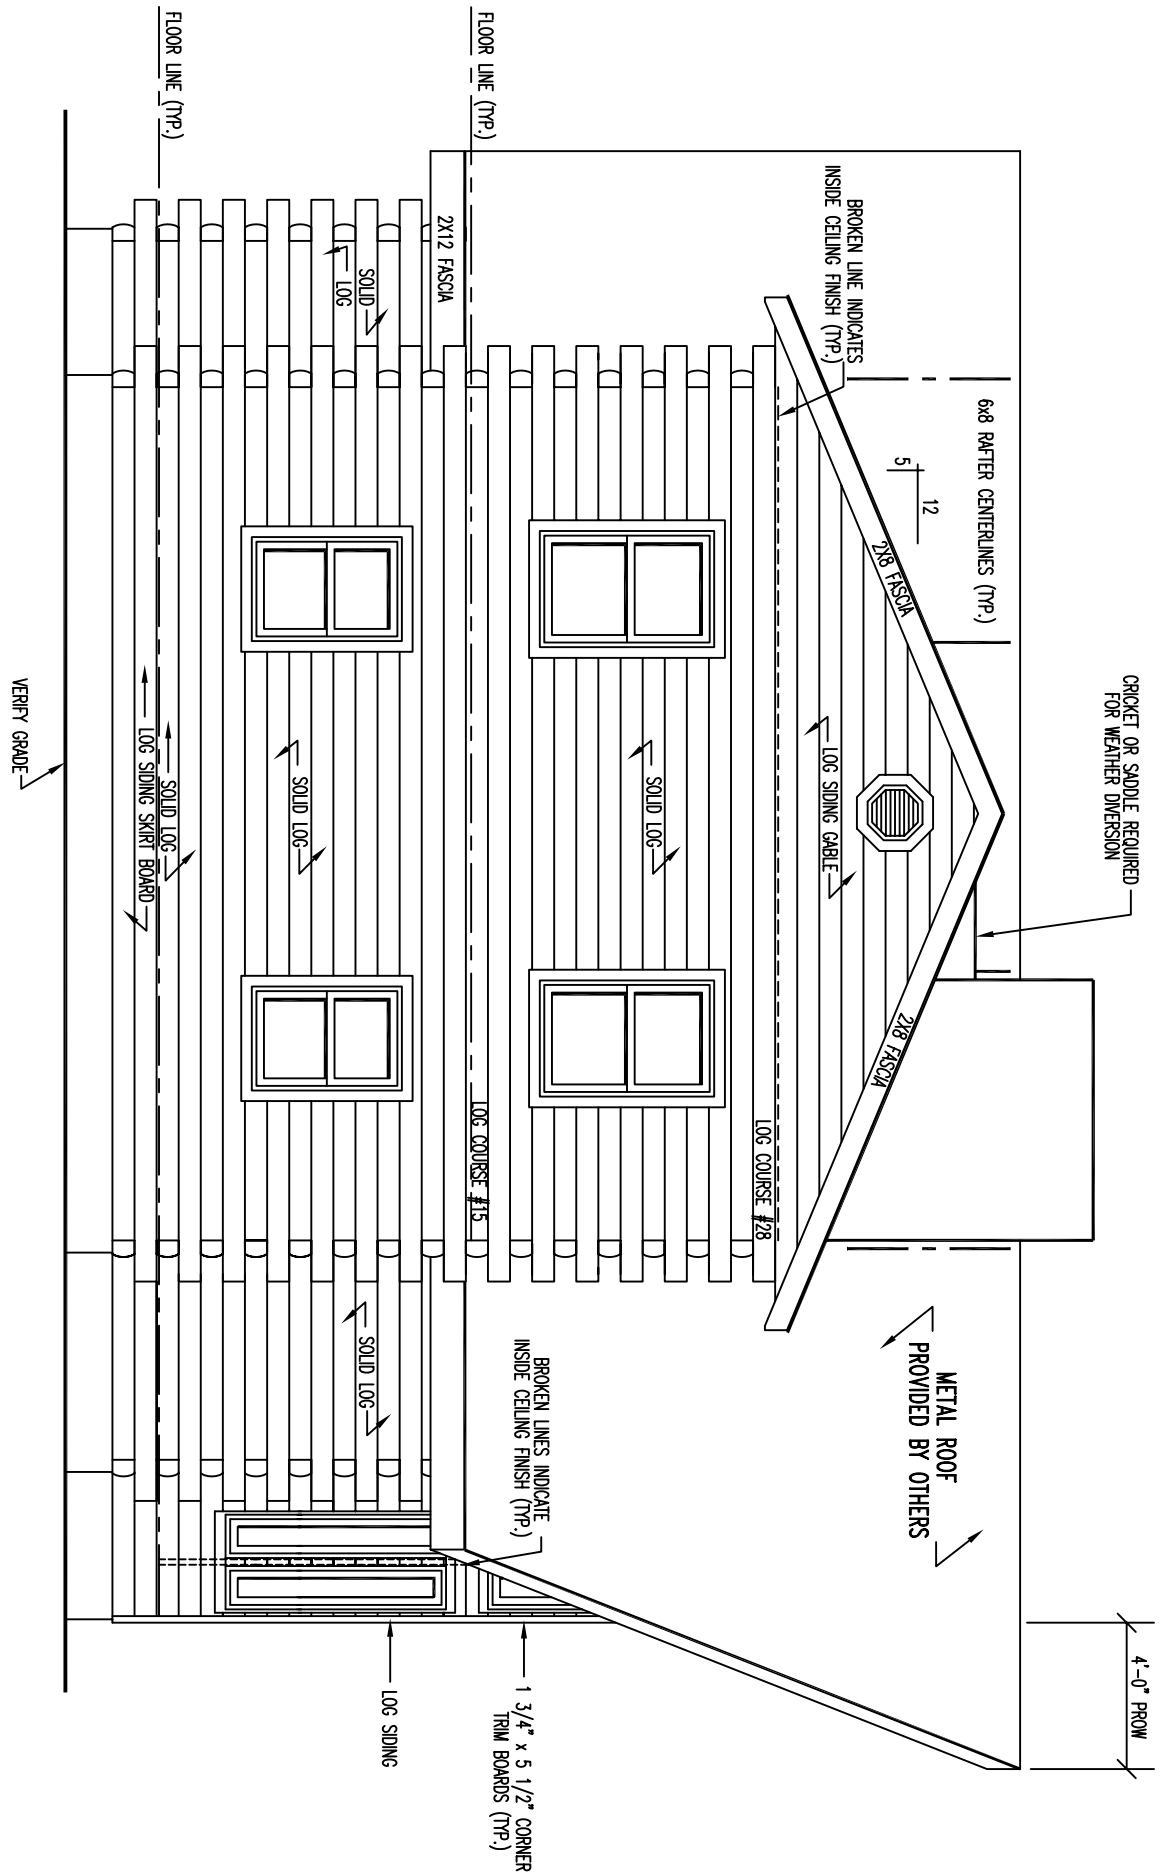 CRICKET OR SADDLE REQUIRED
FOR WEATHER DIVERSION
4'-0" PROW
6x8 RAFTER CENTERLINES (TYP.)
12
5
2X8 FASCIA
2X8 FASCIA
METAL ROOF
PROVIDED BY OTHERS
BROKEN LINE INDICATES
INSIDE CEILING FINISH (TYP.)
LOG SIDING GABLE
LOG COURSE #28
SOLID LOG
FLOOR LINE (TYP.)
2X12 FASCIA
LOG COURSE #15
BROKEN LINES INDICATE
INSIDE CEILING FINISH (TYP.)
1 3/4" x 5 1/2" CORNER
TRIM BOARDS (TYP.)
SOLID
LOG
SOLID LOG
SOLID LOG
LOG SIDING
FLOOR LINE (TYP.)
SOLID LOG
LOG SIDING SKIRT BOARD
VERIFY GRADE